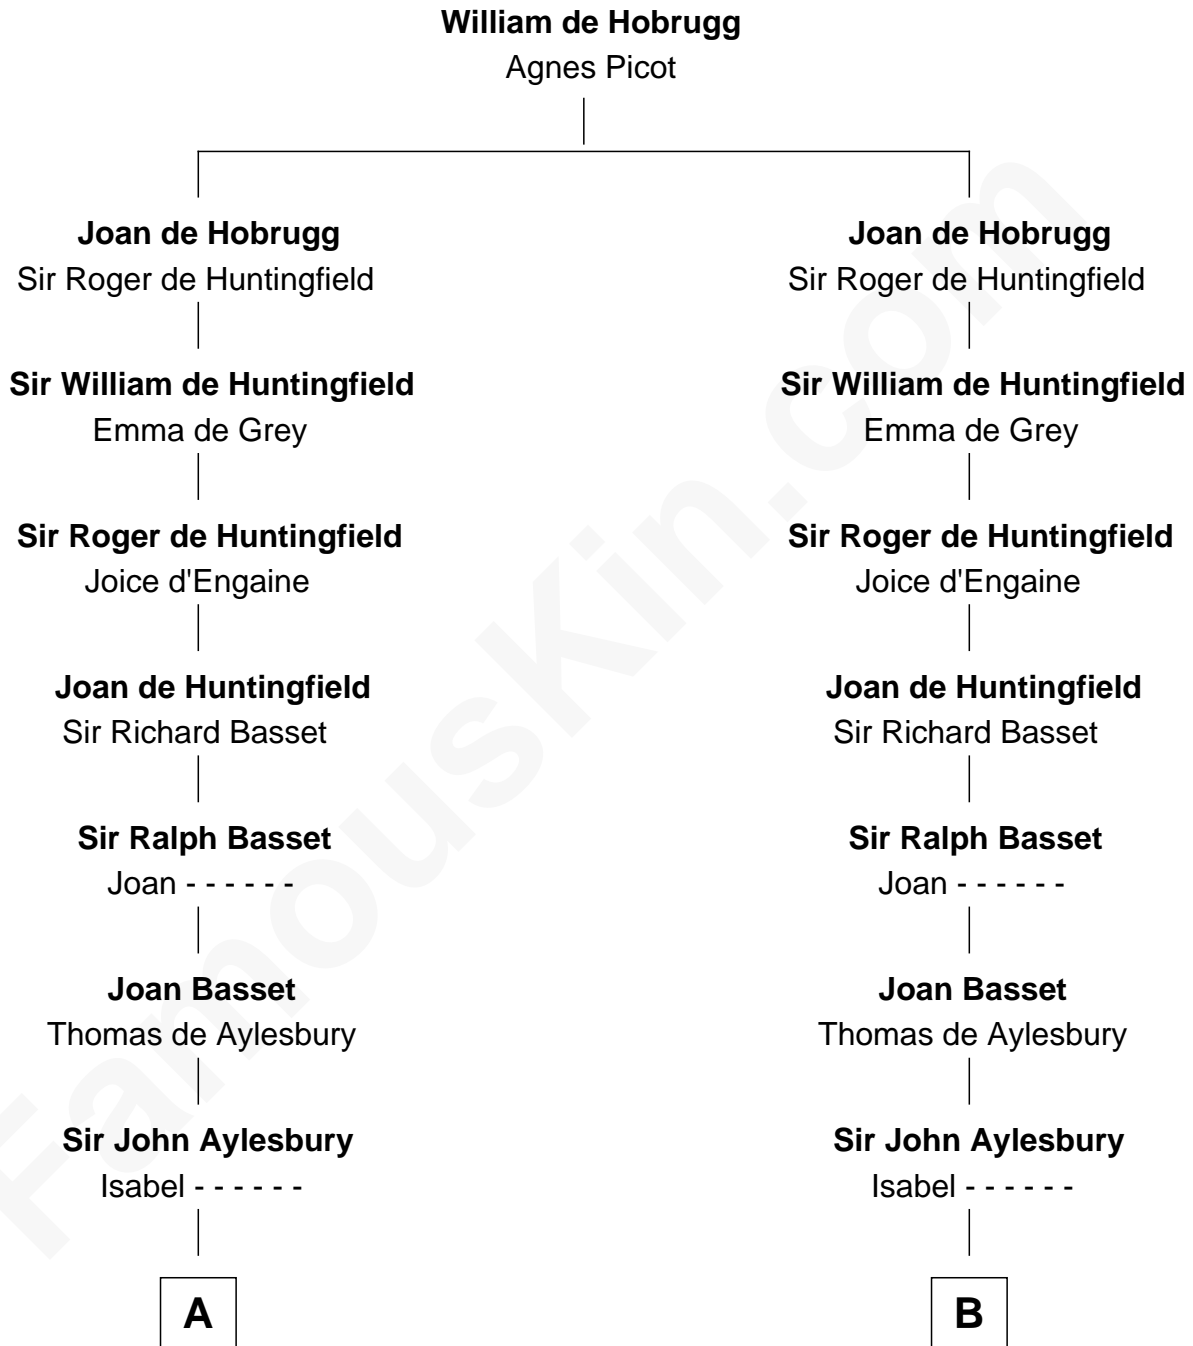 William de Hobrugg
Agnes Picot
Joan de Hobrugg
Sir Roger de Huntingfield
Joan de Hobrugg
Sir Roger de Huntingfield
Sir William de Huntingfield
Emma de Grey
Sir William de Huntingfield
Emma de Grey
Sir Roger de Huntingfield
Joice d'Engaine
Sir Roger de Huntingfield
Joice d'Engaine
Joan de Huntingfield
Sir Richard Basset
Joan de Huntingfield
Sir Richard Basset
Sir Ralph Basset
Joan - - - - - -
Sir Ralph Basset
Joan - - - - - -
Joan Basset
Thomas de Aylesbury
Joan Basset
Thomas de Aylesbury
Sir John Aylesbury
Isabel - - - - - -
Sir John Aylesbury
Isabel - - - - - -
A
B
FamousKin.com